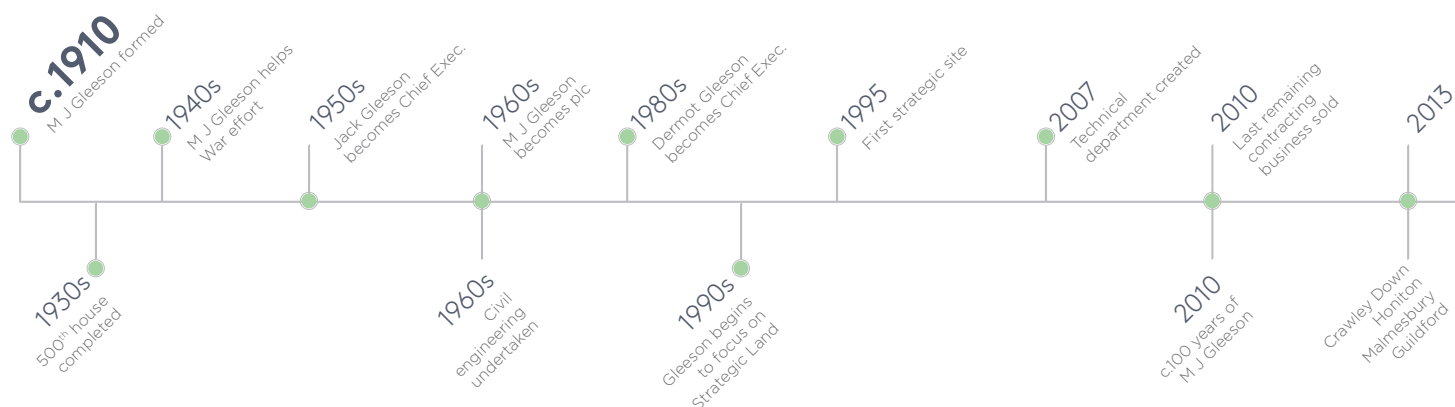 c.1910
M J Gleeson formed
1930s
500th house
completed
1940s
M J Gleeson helps
War effort
1950s
Jack Gleeson
becomes Chief Exec.
1960s
M J Gleeson
becomes plc
1960s
Civil
engineering
undertaken
1980s
Dermot Gleeson
becomes Chief Exec.
1990s
Gleeson begins
to focus on
Strategic Land
1995
First strategic site
2007
Technical
department created
2010
Last remaining
contracting
business sold
2010
c.100 years of
M J Gleeson
2013
Crawley Down
Honiton
Malmesbury
Guildford